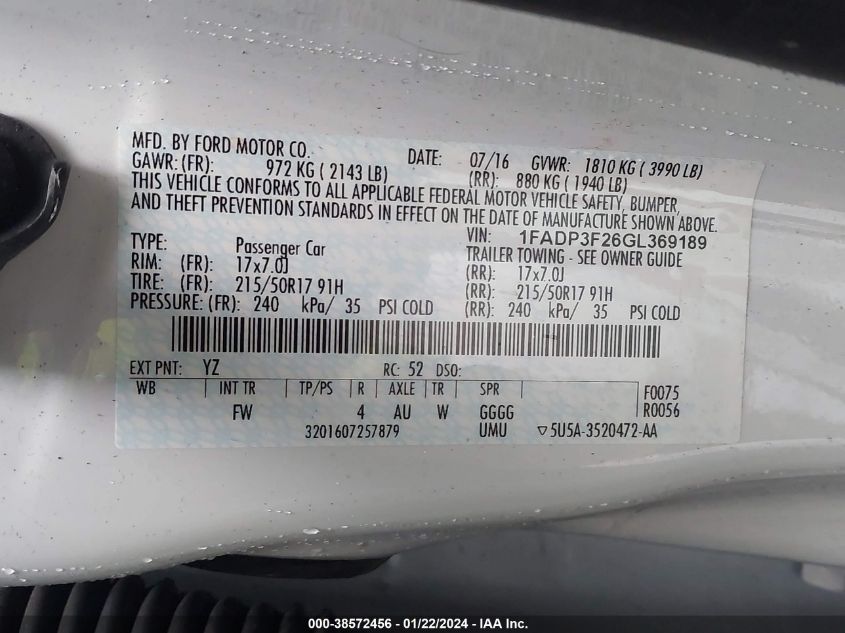 MFD. BY FORD MOTOR CO.
DATE: 07/16 GVWR: 1810 KG ( 3990 LB)
GAWR: (FR): 972 KG ( 2143 LB) (RR): 880 KG ( 1940 LB)
THIS VEHICLE CONFORMS TO ALL APPLICABLE FEDERAL MOTOR VEHICLE SAFETY, BUMPER,
AND THEFT PREVENTION STANDARDS IN EFFECT ON THE DATE OF MANUFACTURE SHOWN ABOVE.
VIN: 1FADP3F26GL369189
TYPE: Passenger Car TRAILER TOWING - SEE OWNER GUIDE
RIM: (FR): 17x7.0J (RR): 17x7.0J
TIRE: (FR): 215/50R17 91H (RR): 215/50R17 91H
PRESSURE: (FR): 240 kPa/ 35 PSI COLD (RR): 240 kPa/ 35 PSI COLD
EXT PNT: YZ RC: 52 DSO:
WB INT TR TP/PS R AXLE TR SPR F0075
FW 4 AU W GGGG R0056
3201607257879 UMU ▽5U5A-3520472-AA
000-38572456 - 01/22/2024 - IAA Inc.